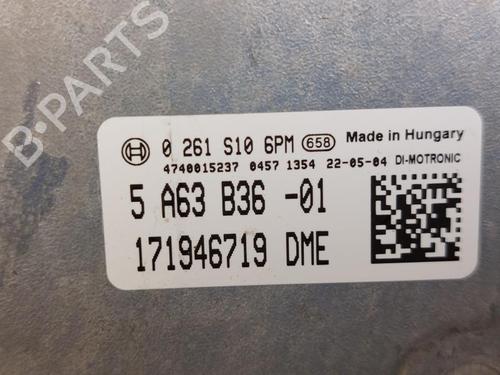 0 261 S10 6PM 658 Made in Hungary
4740015237 0457 1354 22-05-04 DI-MOTRONIC
5 A63 B36 -01
171946719 DME